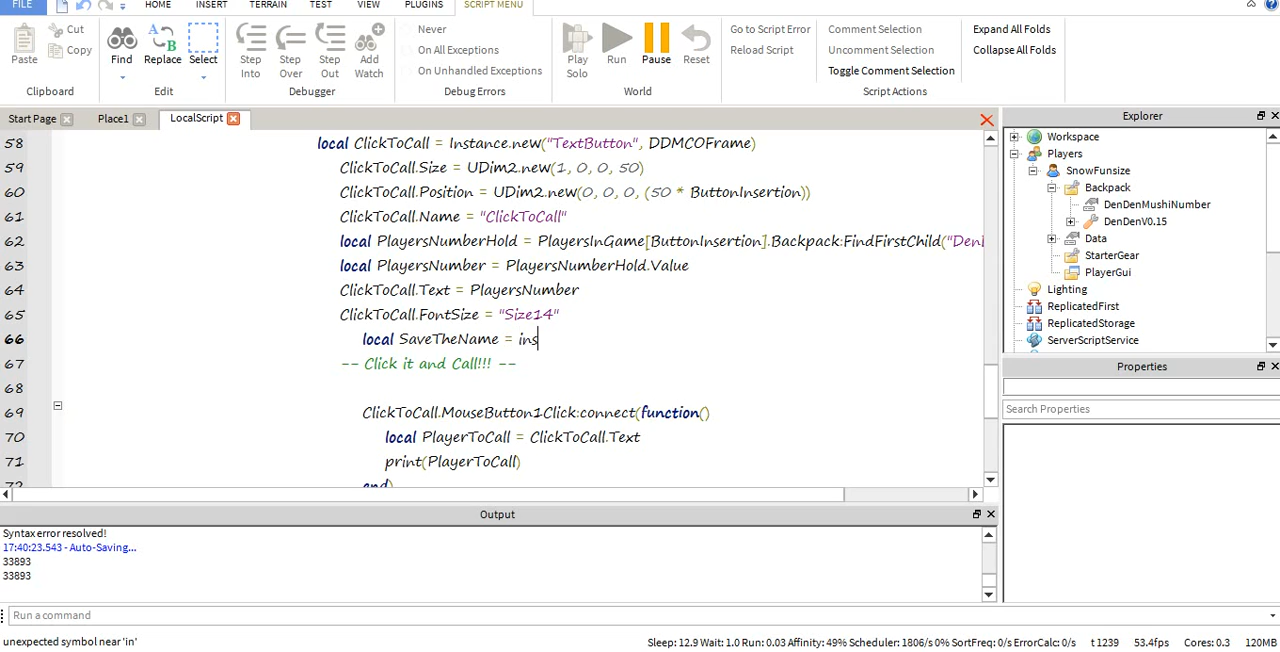 FILE HOME INSERT TERRAIN TEST VIEW PLUGINS SCRIPT MENU
Paste Cut Copy
Clipboard
Find Replace Select
Edit
Step Into Step Over Step Out Add Watch
Debugger
Never
On All Exceptions
On Unhandled Exceptions
Debug Errors
Play Solo Run Pause Reset
World
Go to Script Error
Reload Script
Comment Selection
Uncomment Selection
Toggle Comment Selection
Script Actions
Expand All Folds
Collapse All Folds
Start Page Place1 LocalScript
58 local ClickToCall = Instance.new("TextButton", DDMCOFrame)
59 ClickToCall.Size = UDim2.new(1, 0, 0, 50)
60 ClickToCall.Position = UDim2.new(0, 0, 0, (50 * ButtonInsertion))
61 ClickToCall.Name = "ClickToCall"
62 local PlayersNumberHold = PlayersInGame[ButtonInsertion].Backpack:FindFirstChild("Den
63 local PlayersNumber = PlayersNumberHold.Value
64 ClickToCall.Text = PlayersNumber
65 ClickToCall.FontSize = "Size14"
66 local SaveTheName = ins
67 -- Click it and Call!!! --
68
69 ClickToCall.MouseButton1Click:connect(function()
70 local PlayerToCall = ClickToCall.Text
71 print(PlayerToCall)
72 end)
Explorer
Workspace
Players
SnowFunsize
Backpack
DenDenMushiNumber
DenDenV0.15
Data
StarterGear
PlayerGui
Lighting
ReplicatedFirst
ReplicatedStorage
ServerScriptService
Properties
Search Properties
Output
Syntax error resolved!
17:40:23.543 - Auto-Saving...
33893
33893
Run a command
unexpected symbol near 'in' Sleep: 12.9 Wait: 1.0 Run: 0.03 Affinity: 49% Scheduler: 1806/s 0% SortFreq: 0/s ErrorCalc: 0/s t 1239 53.4fps Cores: 0.3 120MB